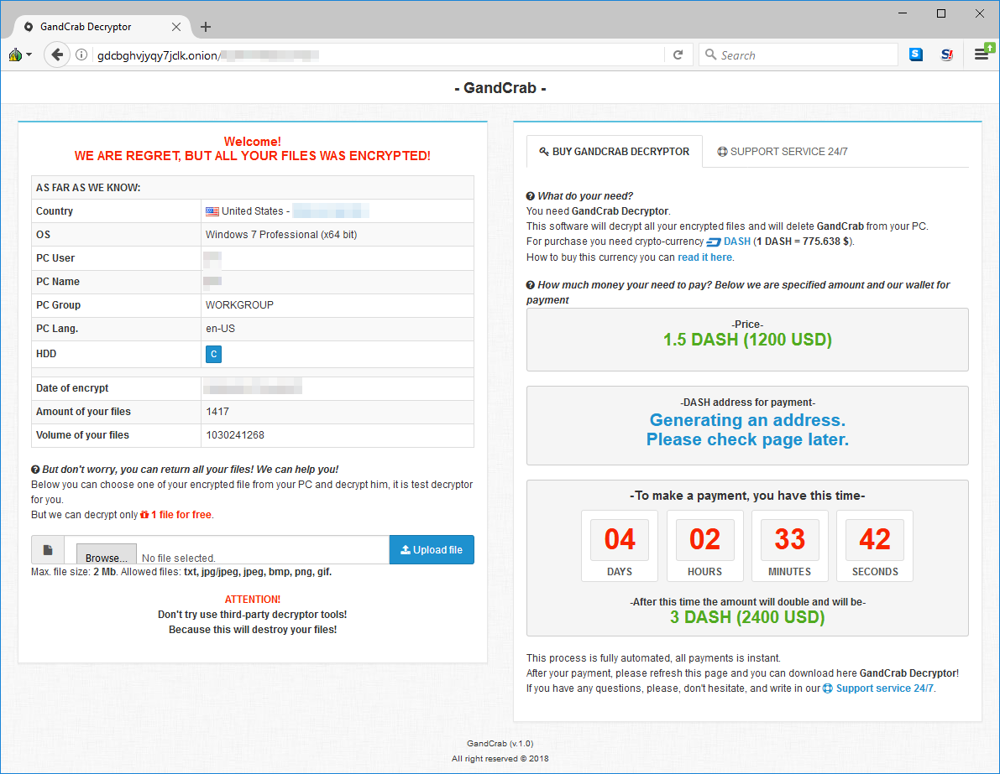 GandCrab Decryptor
gdcbghvjyqy7jclk.onion/
Search
- GandCrab -
Welcome!
WE ARE REGRET, BUT ALL YOUR FILES WAS ENCRYPTED!
AS FAR AS WE KNOW:
Country United States -
OS Windows 7 Professional (x64 bit)
PC User
PC Name
PC Group WORKGROUP
PC Lang. en-US
HDD C
Date of encrypt
Amount of your files 1417
Volume of your files 1030241268
But don't worry, you can return all your files! We can help you!
Below you can choose one of your encrypted file from your PC and decrypt him, it is test decryptor
for you.
But we can decrypt only 1 file for free.
Browse... No file selected. Upload file
Max. file size: 2 Mb. Allowed files: txt, jpg/jpeg, jpeg, bmp, png, gif.
ATTENTION!
Don't try use third-party decryptor tools!
Because this will destroy your files!
BUY GANDCRAB DECRYPTOR SUPPORT SERVICE 24/7
What do your need?
You need GandCrab Decryptor.
This software will decrypt all your encrypted files and will delete GandCrab from your PC.
For purchase you need crypto-currency DASH (1 DASH = 775.638 $).
How to buy this currency you can read it here.
How much money your need to pay? Below we are specified amount and our wallet for
payment
-Price-
1.5 DASH (1200 USD)
-DASH address for payment-
Generating an address.
Please check page later.
-To make a payment, you have this time-
04 02 33 42
DAYS HOURS MINUTES SECONDS
-After this time the amount will double and will be-
3 DASH (2400 USD)
This process is fully automated, all payments is instant.
After your payment, please refresh this page and you can download here GandCrab Decryptor!
If you have any questions, please, don't hesitate, and write in our Support service 24/7.
GandCrab (v.1.0)
All right reserved © 2018